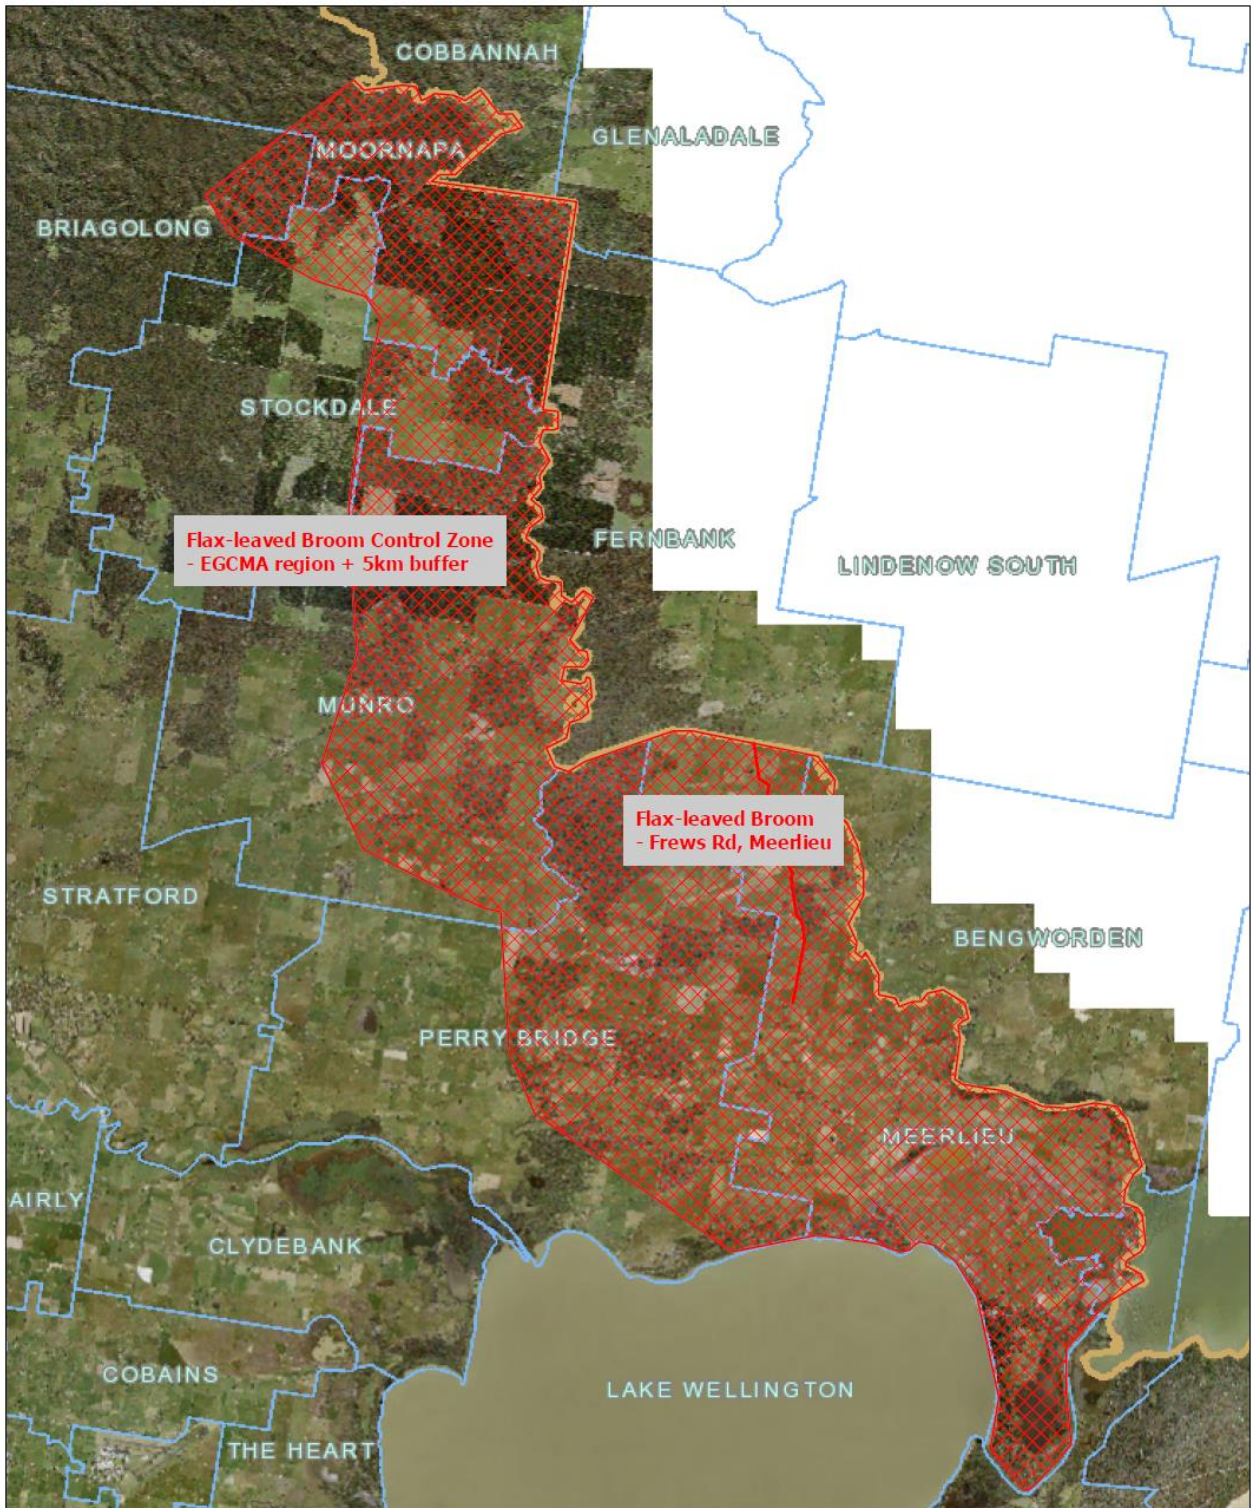 COBBANNAH
GLENALADALE
MOORNAPA
BRIAGOLONG
STOCKDALE
Flax-leaved Broom Control Zone
- EGCMA region + 5km buffer
FERNBANK
LINDENOW SOUTH
MUNRO
Flax-leaved Broom
- Frews Rd, Meerlieu
STRATFORD
BENGWORDEN
PERRY BRIDGE
MEERLIEU
AIRLY
CLYDEBANK
COBAINS
LAKE WELLINGTON
THE HEART